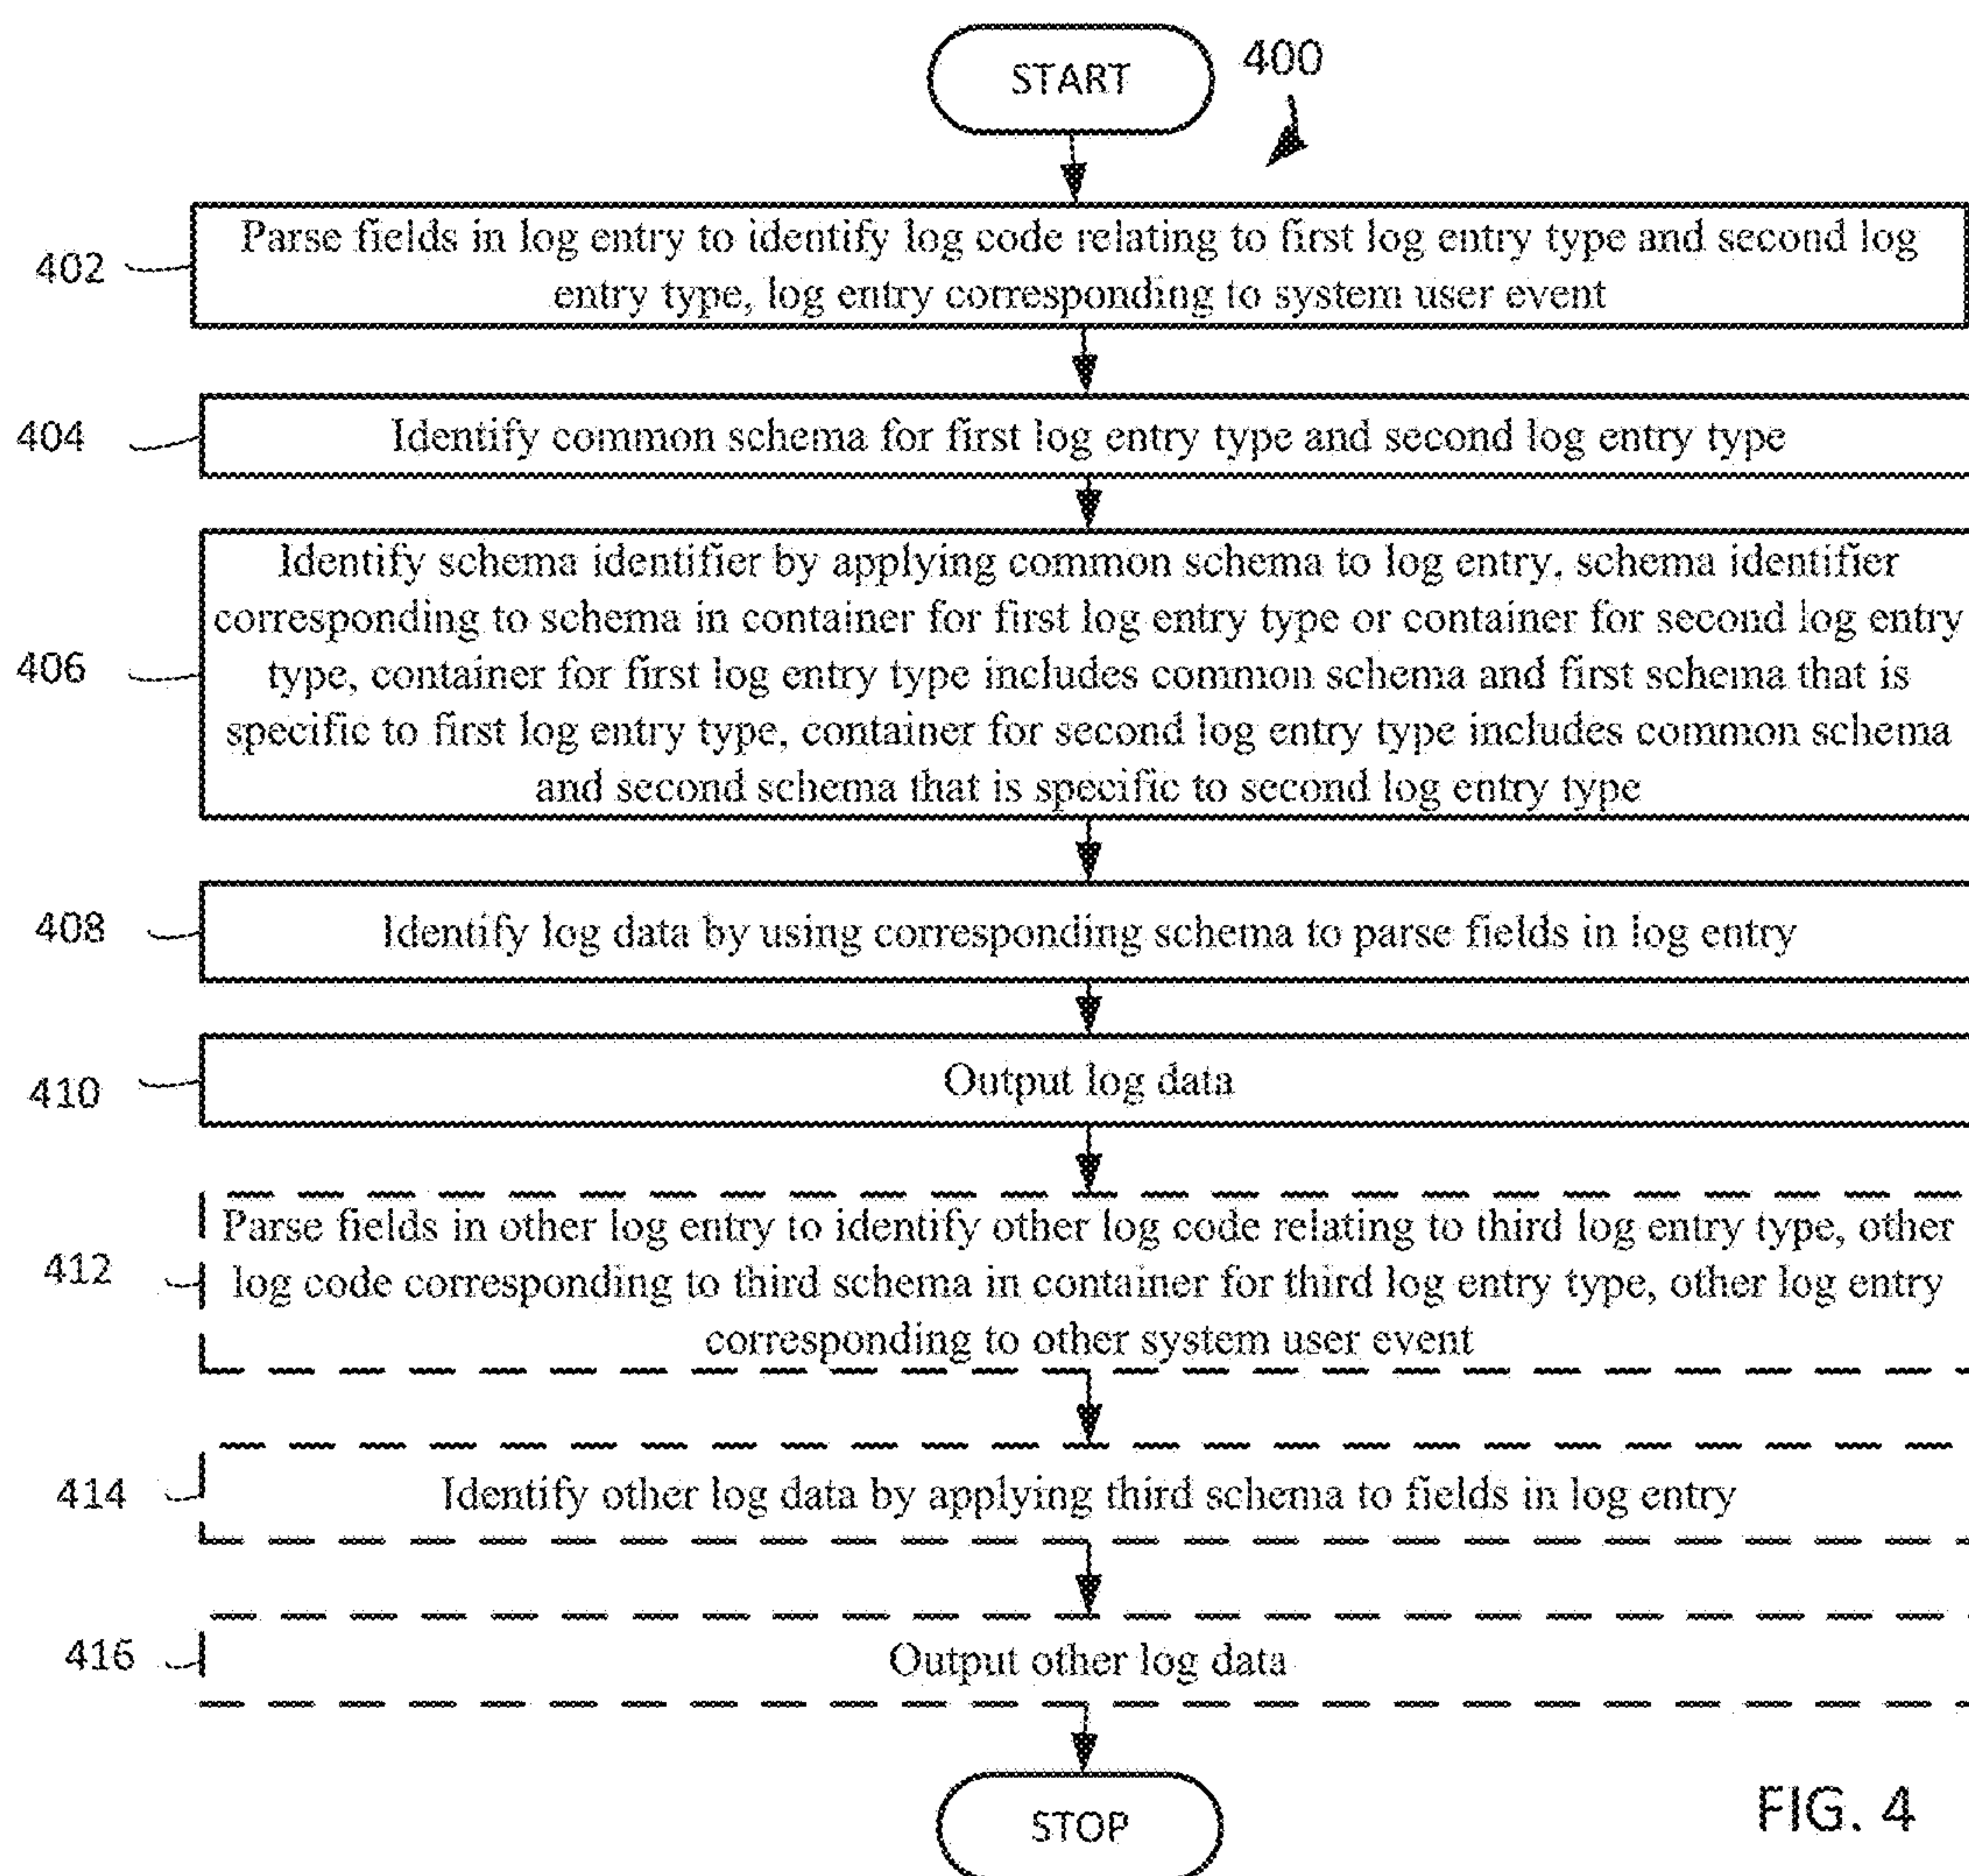 START
400
402
Parse fields in log entry to identify log code relating to first log entry type and second log
entry type, log entry corresponding to system user event
404
Identify common schema for first log entry type and second log entry type
406
Identify schema identifier by applying common schema to log entry, schema identifier
corresponding to schema in container for first log entry type or container for second log entry
type, container for first log entry type includes common schema and first schema that is
specific to first log entry type, container for second log entry type includes common schema
and second schema that is specific to second log entry type
408
Identify log data by using corresponding schema to parse fields in log entry
410
Output log data
412
Parse fields in other log entry to identify other log code relating to third log entry type, other
log code corresponding to third schema in container for third log entry type, other log entry
corresponding to other system user event
414
Identify other log data by applying third schema to fields in log entry
416
Output other log data
STOP
FIG. 4